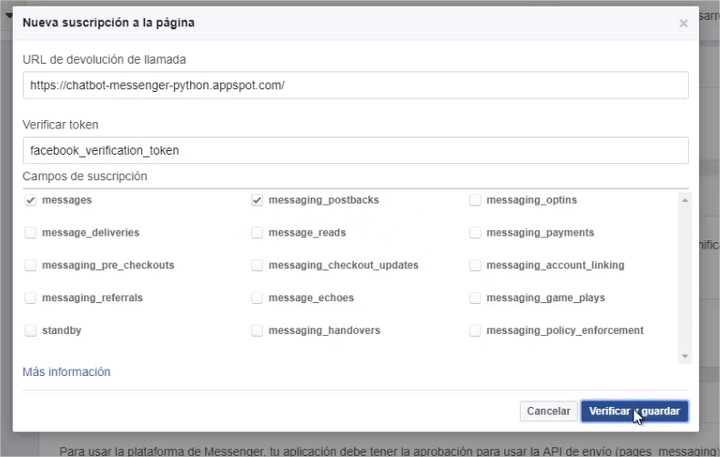 Nueva suscripción a la página
×
URL de devolución de llamada
https://chatbot-messenger-python.appspot.com/
Verificar token
facebook_verification_token
Campos de suscripción
messages messaging_postbacks messaging_optins
message_deliveries message_reads messaging_payments
messaging_pre_checkouts messaging_checkout_updates messaging_account_linking
messaging_referrals message_echoes messaging_game_plays
standby messaging_handovers messaging_policy_enforcement
Más información
Cancelar Verificar y guardar
Para usar la plataforma de Messenger, tu aplicación debe tener la aprobación para usar la API de envío (pages_messaging